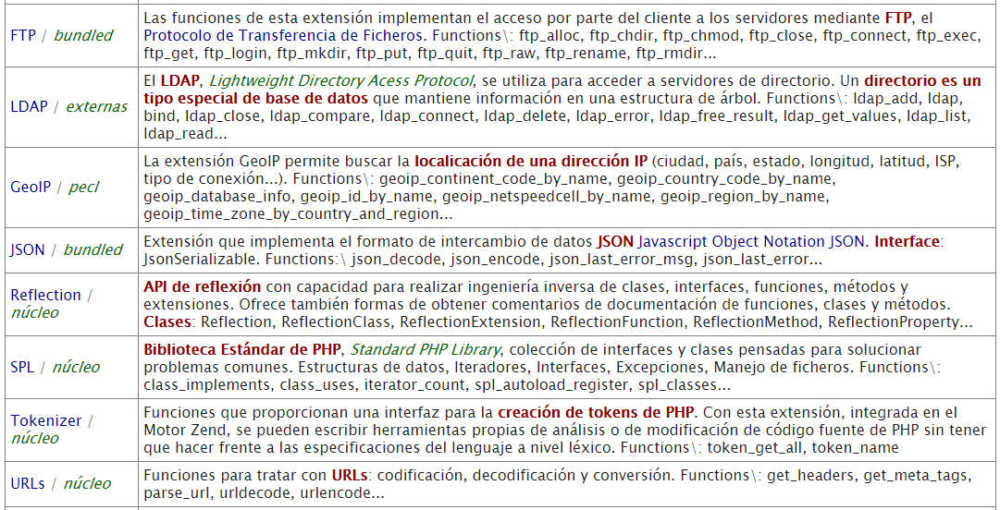 FTP / bundled
Las funciones de esta extensión implementan el acceso por parte del cliente a los servidores mediante FTP, el
Protocolo de Transferencia de Ficheros. Functions\: ftp_alloc, ftp_chdir, ftp_chmod, ftp_close, ftp_connect, ftp_exec,
ftp_get, ftp_login, ftp_mkdir, ftp_put, ftp_quit, ftp_raw, ftp_rename, ftp_rmdir...
LDAP / externas
El LDAP, Lightweight Directory Acess Protocol, se utiliza para acceder a servidores de directorio. Un directorio es un
tipo especial de base de datos que mantiene información en una estructura de árbol. Functions\: ldap_add, ldap,
bind, ldap_close, ldap_compare, ldap_connect, ldap_delete, ldap_error, ldap_free_result, ldap_get_values, ldap_list,
ldap_read...
GeoIP / pecl
La extensión GeoIP permite buscar la localicación de una dirección IP (ciudad, país, estado, longitud, latitud, ISP,
tipo de conexión...). Functions\: geoip_continent_code_by_name, geoip_country_code_by_name,
geoip_database_info, geoip_id_by_name, geoip_netspeedcell_by_name, geoip_region_by_name,
geoip_time_zone_by_country_and_region...
JSON / bundled
Extensión que implementa el formato de intercambio de datos JSON Javascript Object Notation JSON. Interface:
JsonSerializable. Functions:\ json_decode, json_encode, json_last_error_msg, json_last_error...
Reflection /
núcleo
API de reflexión con capacidad para realizar ingeniería inversa de clases, interfaces, funciones, métodos y
extensiones. Ofrece también formas de obtener comentarios de documentación de funciones, clases y métodos.
Clases: Reflection, ReflectionClass, ReflectionExtension, ReflectionFunction, ReflectionMethod, ReflectionProperty...
SPL / núcleo
Biblioteca Estándar de PHP, Standard PHP Library, colección de interfaces y clases pensadas para solucionar
problemas comunes. Estructuras de datos, Iteradores, Interfaces, Excepciones, Manejo de ficheros. Functions\:
class_implements, class_uses, iterator_count, spl_autoload_register, spl_classes...
Tokenizer /
núcleo
Funciones que proporcionan una interfaz para la creación de tokens de PHP. Con esta extensión, integrada en el
Motor Zend, se pueden escribir herramientas propias de análisis o de modificación de código fuente de PHP sin tener
que hacer frente a las especificaciones del lenguaje a nivel léxico. Functions\: token_get_all, token_name
URLs / núcleo
Funciones para tratar con URLs: codificación, decodificación y conversión. Functions\: get_headers, get_meta_tags,
parse_url, urldecode, urlencode...